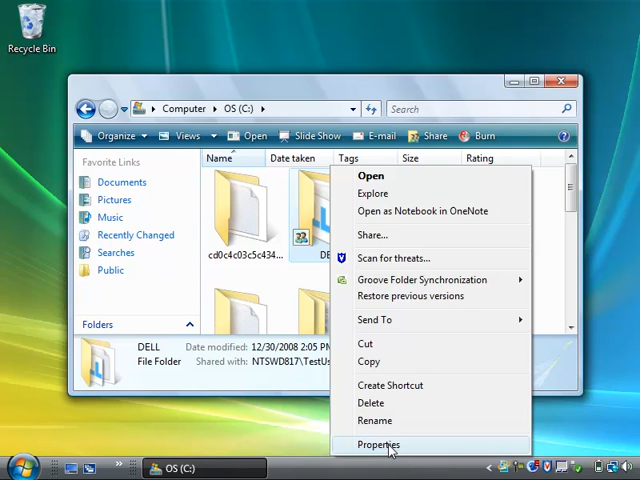 Recycle Bin
Computer OS (C:) Search
Organize Views Open Slide Show E-mail Share Burn
Favorite Links
Documents
Pictures
Music
Recently Changed
Searches
Public
Folders
Name Date taken Tags Size Rating
cd0c4c03c5c434...
DE
Open
Explore
Open as Notebook in OneNote
Share...
Scan for threats...
Groove Folder Synchronization
Restore previous versions
Send To
Cut
Copy
Create Shortcut
Delete
Rename
Properties
DELL Date modified: 12/30/2008 2:05 PM
File Folder Shared with: NTSWD817\TestUs
OS (C:)